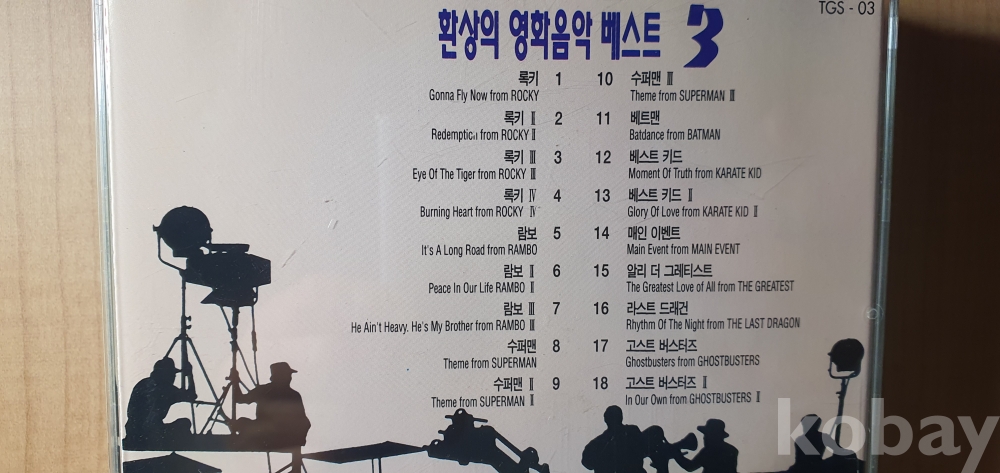 TGS - 03
환상의 영화음악 베스트 3
록키 1
Gonna Fly Now from ROCKY
록키 Ⅱ 2
Redemption from ROCKY Ⅱ
록키 Ⅲ 3
Eye Of The Tiger from ROCKY Ⅲ
록키 Ⅳ 4
Burning Heart from ROCKY Ⅳ
람보 5
It's A Long Road from RAMBO
람보 Ⅱ 6
Peace In Our Life RAMBO Ⅱ
람보 Ⅲ 7
He Ain't Heavy. He's My Brother from RAMBO Ⅲ
수퍼맨 8
Theme from SUPERMAN
수퍼맨 Ⅱ 9
Theme from SUPERMAN Ⅱ
10 수퍼맨 Ⅲ
Theme from SUPERMAN Ⅲ
11 베트맨
Batdance from BATMAN
12 베스트 키드
Moment Of Truth from KARATE KID
13 베스트 키드 Ⅱ
Glory Of Love from KARATE KID Ⅱ
14 매인 이벤트
Main Event from MAIN EVENT
15 알리 더 그레티스트
The Greatest Love of All from THE GREATEST
16 라스트 드래건
Rhythm Of The Night from THE LAST DRAGON
17 고스트 버스터즈
Ghostbusters from GHOSTBUSTERS
18 고스트 버스터즈 Ⅱ
In Our Own from GHOSTBUSTERS Ⅱ
kobay